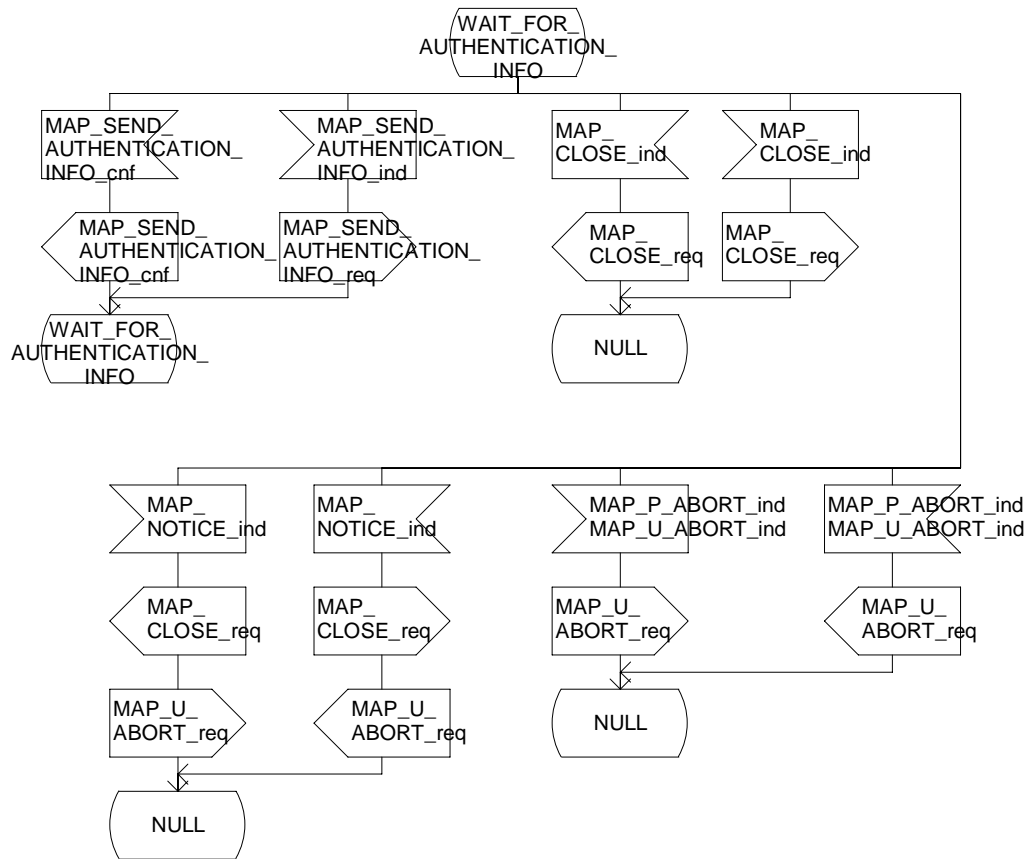 WAIT_FOR_
AUTHENTICATION_
INFO
MAP_SEND_
AUTHENTICATION_
INFO_cnf
MAP_SEND_
AUTHENTICATION_
INFO_ind
MAP_
CLOSE_ind
MAP_
CLOSE_ind
MAP_SEND_
AUTHENTICATION_
INFO_cnf
MAP_SEND_
AUTHENTICATION_
INFO_req
MAP_
CLOSE_req
MAP_
CLOSE_req
WAIT_FOR_
AUTHENTICATION_
INFO
NULL
MAP_
NOTICE_ind
MAP_
NOTICE_ind
MAP_P_ABORT_ind
MAP_U_ABORT_ind
MAP_P_ABORT_ind
MAP_U_ABORT_ind
MAP_
CLOSE_req
MAP_
CLOSE_req
MAP_U_
ABORT_req
MAP_U_
ABORT_req
MAP_U_
ABORT_req
MAP_U_
ABORT_req
NULL
NULL